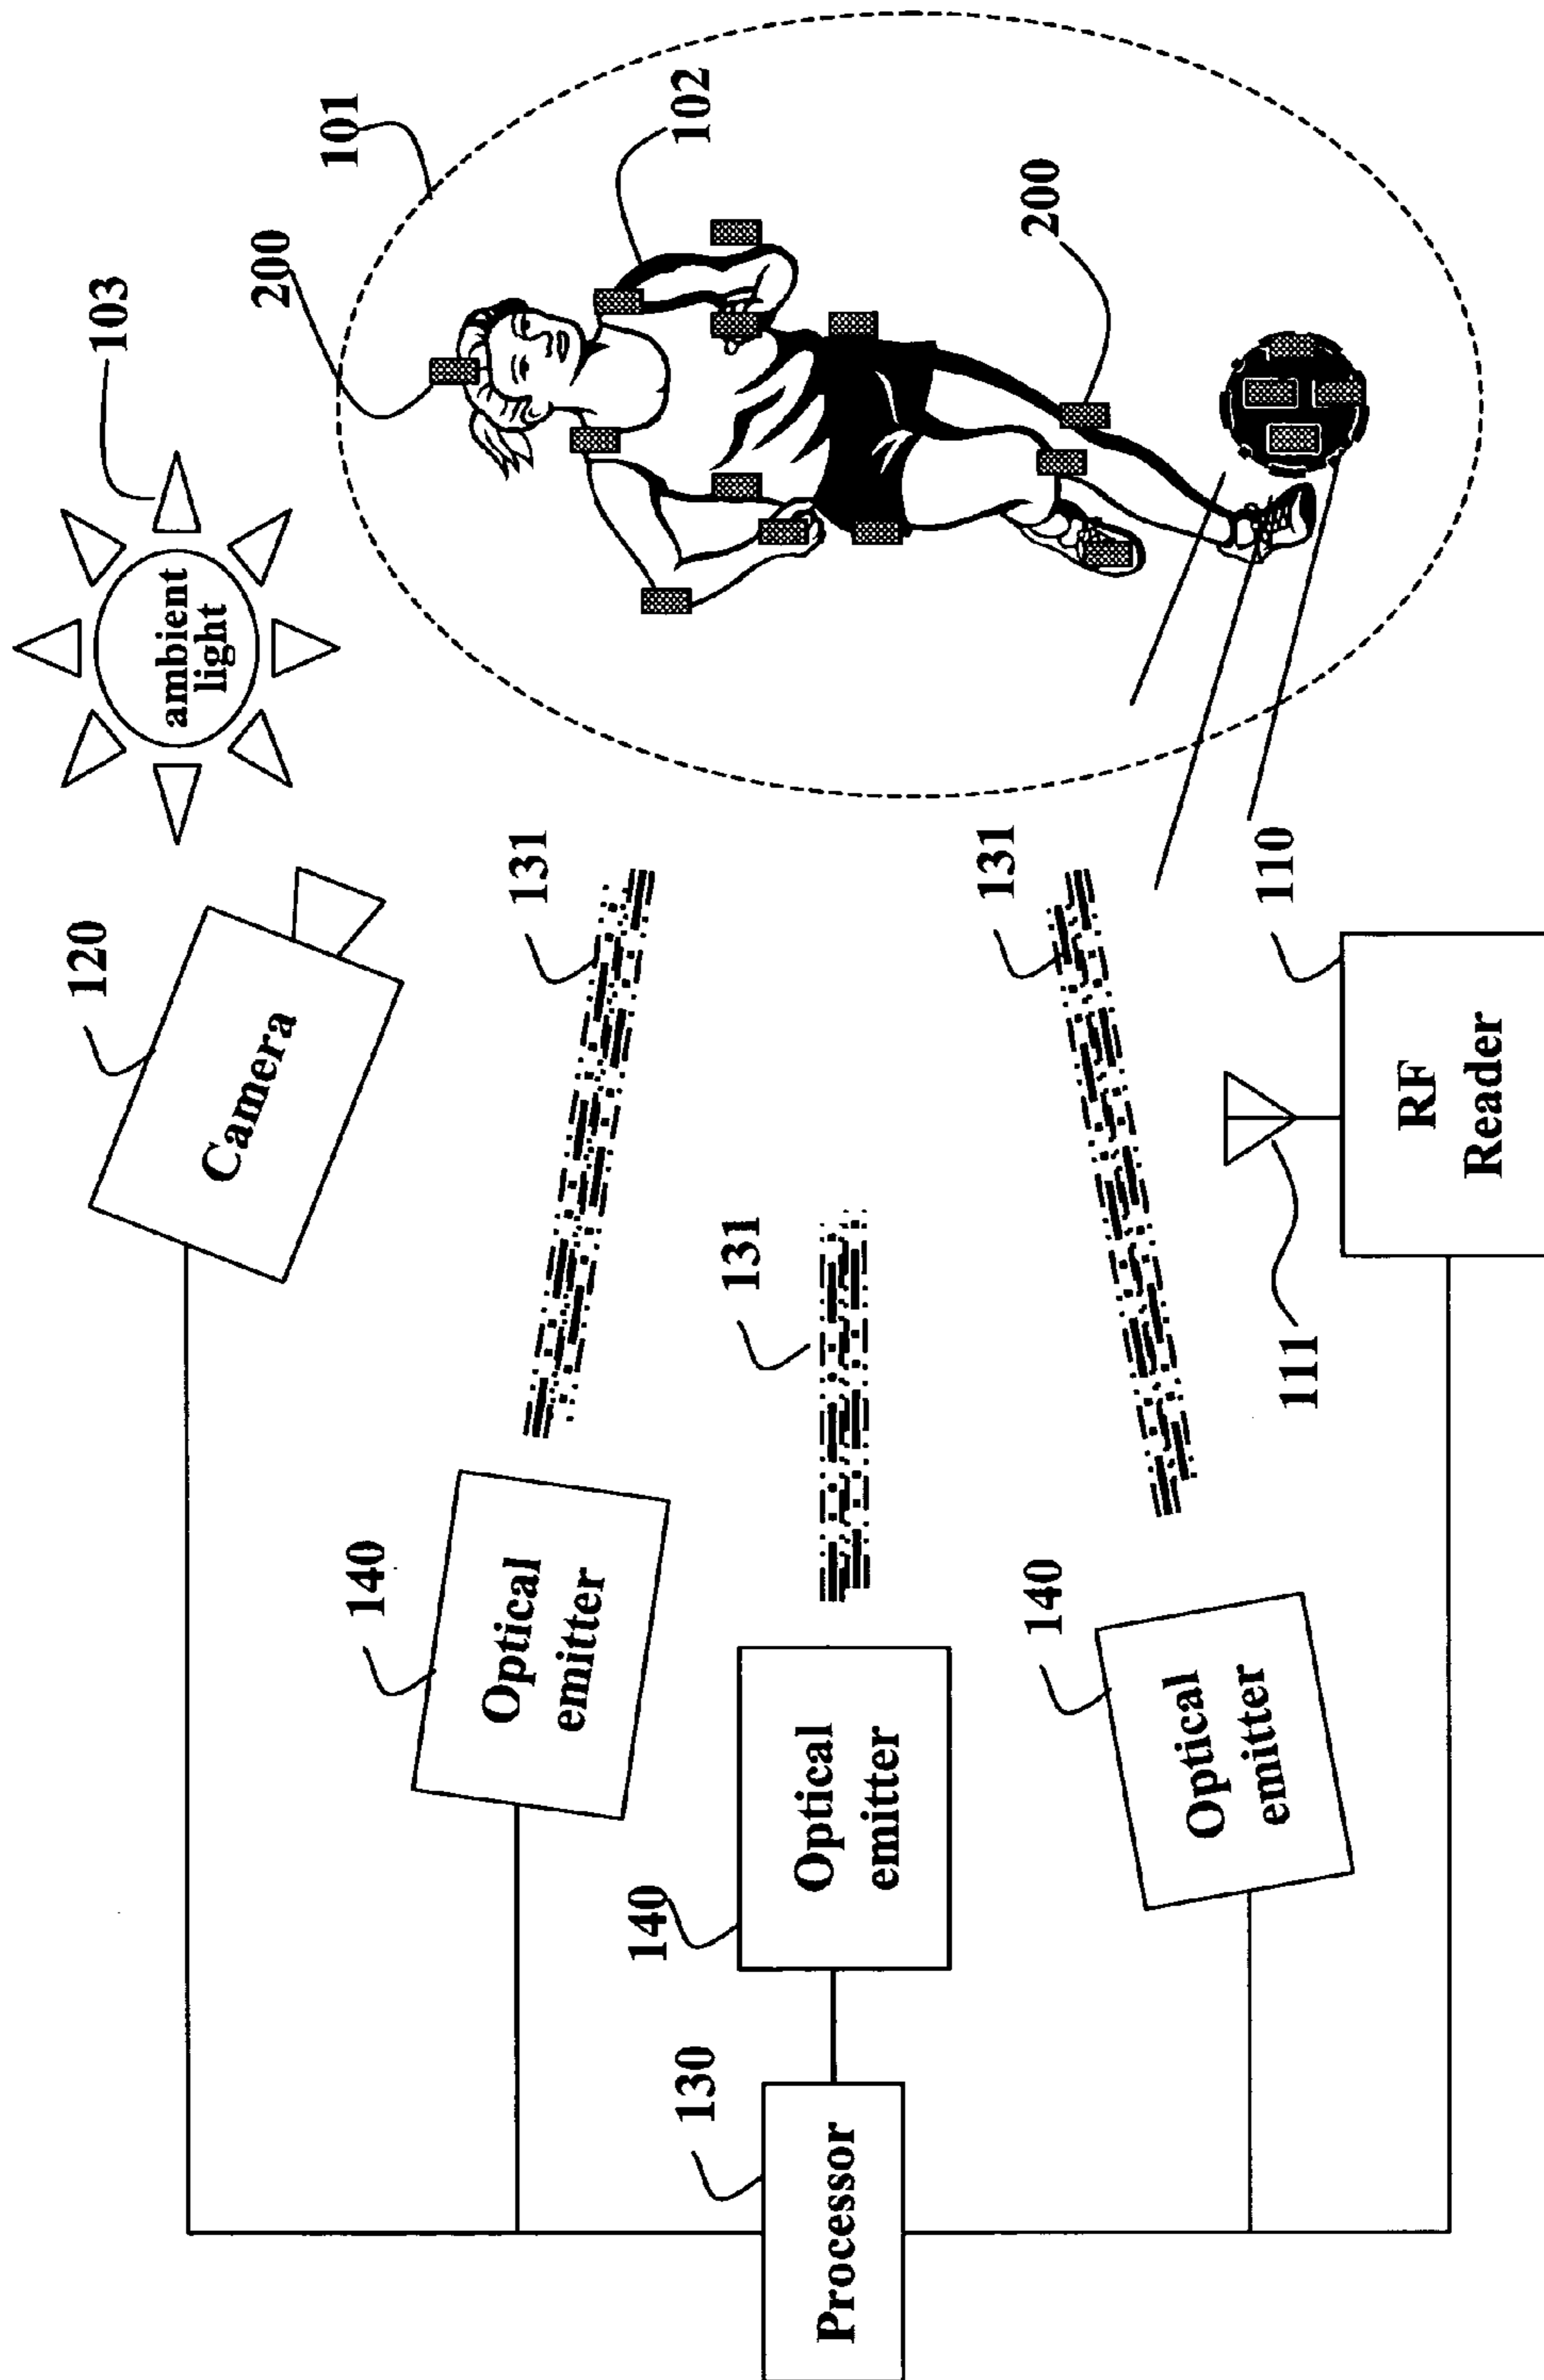 103
ambient
light
101
200
102
200
120
Camera
131
131
131
110
RF
Reader
111
140
Optical
emitter
140
Optical
emitter
140
Optical
emitter
130
Processor